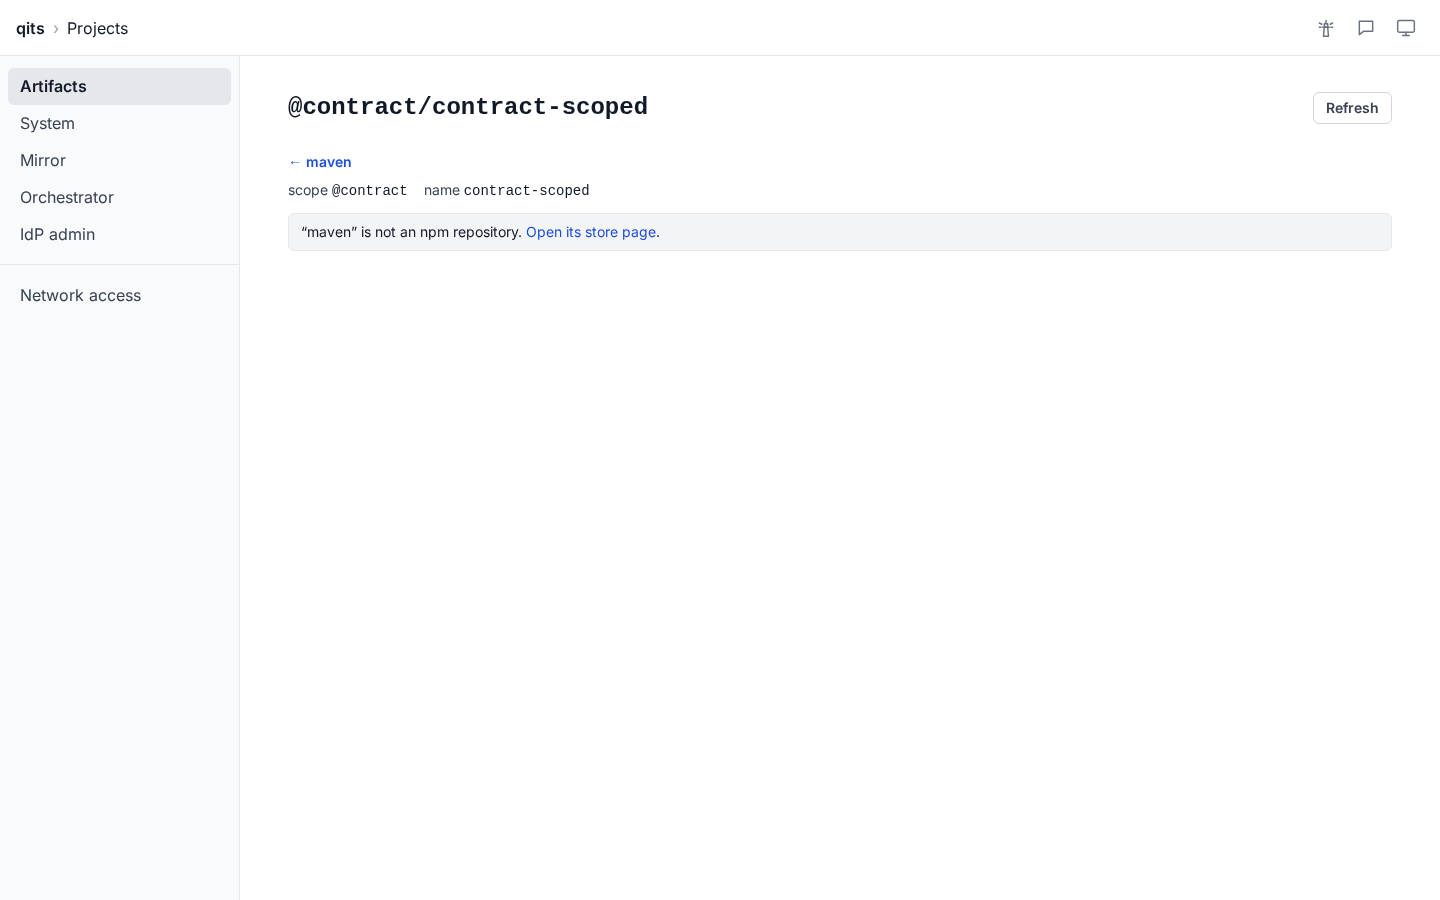 qits › Projects
Artifacts
System
Mirror
Orchestrator
IdP admin
Network access
@contract/contract-scoped
Refresh
← maven
scope @contract name contract-scoped
“maven” is not an npm repository. Open its store page.